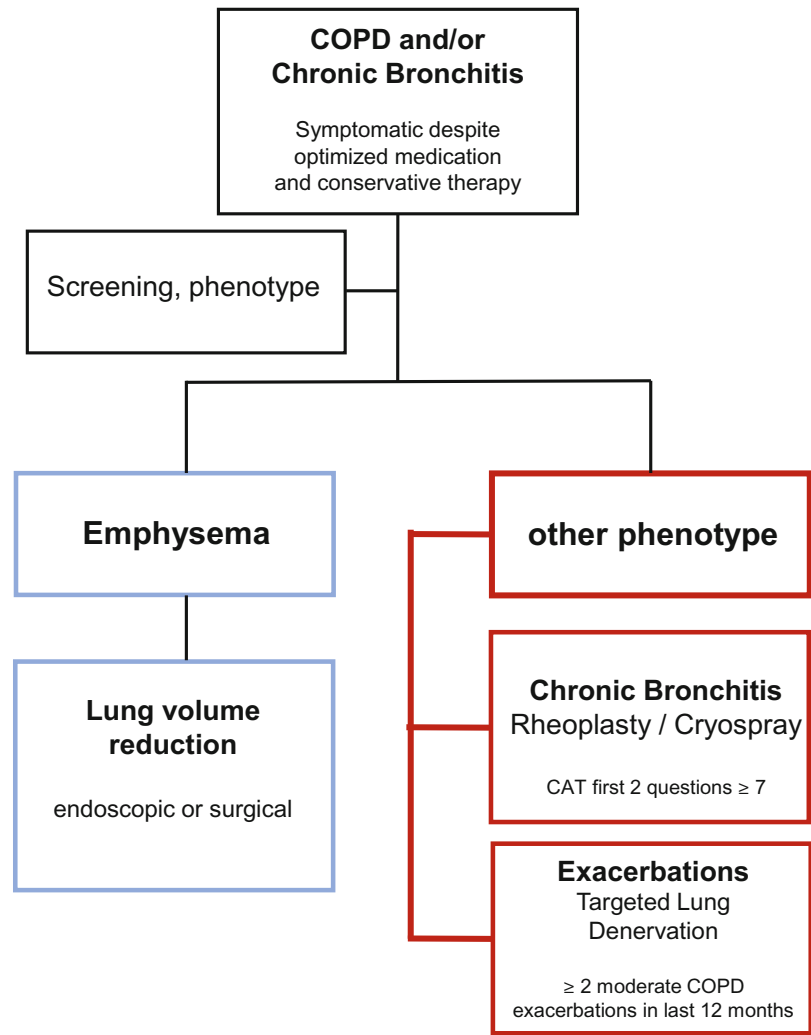 COPD and/or
Chronic Bronchitis
Symptomatic despite
optimized medication
and conservative therapy
Screening, phenotype
Emphysema
other phenotype
Lung volume
reduction
endoscopic or surgical
Chronic Bronchitis
Rheoplasty / Cryospray
CAT first 2 questions ≥ 7
Exacerbations
Targeted Lung
Denervation
≥ 2 moderate COPD
exacerbations in last 12 months